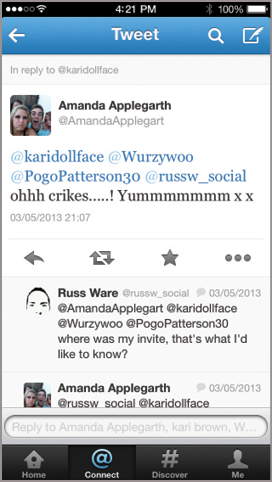 4:21 PM 100%
Tweet
In reply to @karidollface
Amanda Applegarth
@AmandaApplegart
@karidollface @Wurzywoo
@PogoPatterson30 @russw_social
ohhh crikes.....! Yummmmmmm x x
03/05/2013 21:07
Russ Ware @russw_social 03/05/2013
@AmandaApplegart @karidollface
@Wurzywoo @PogoPatterson30
where was my invite, that's what I'd
like to know?
Amanda Applegarth 03/05/2013
@russw_social @karidollface
Reply to Amanda Applegarth, kari brown, W...
Home Connect Discover Me